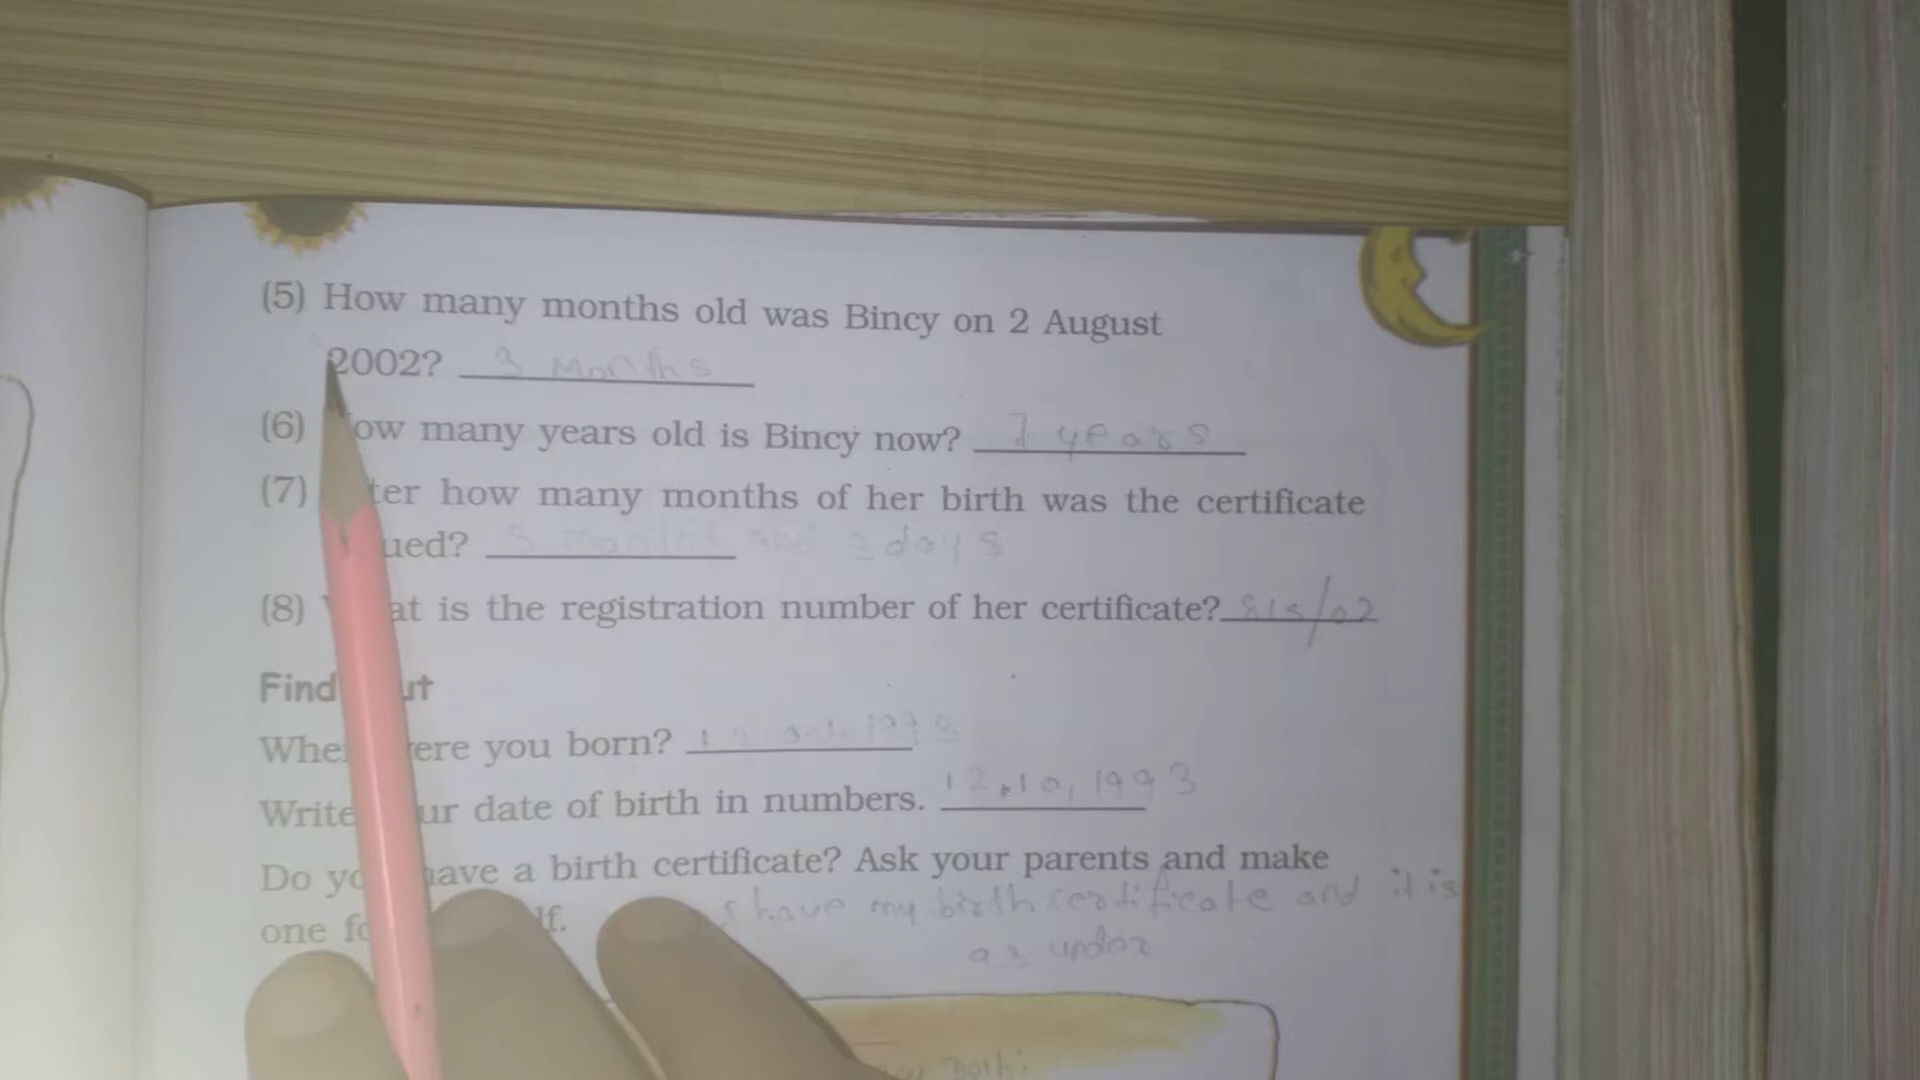 (5) How many months old was Bincy on 2 August
2002? 3 Months
(6) How many years old is Bincy now? 7 years
(7) ter how many months of her birth was the certificate
ued? 3 months and 3 days
(8) at is the registration number of her certificate?
Find ut
Whe ere you born?
Write ur date of birth in numbers. 12.10,1993
Do yo have a birth certificate? Ask your parents and make
one fo lf. I have my birth certificate and it is
as under